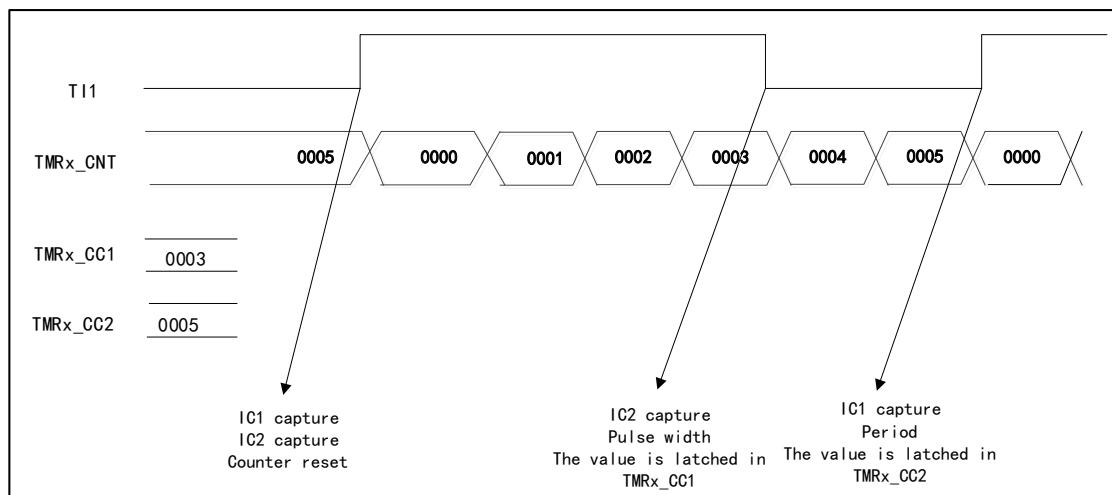 TI1
TMRx_CNT
0005 0000 0001 0002 0003 0004 0005 0000
TMRx_CC1
0003
TMRx_CC2
0005
IC1 capture
IC2 capture
Counter reset
IC2 capture
Pulse width
The value is latched in
TMRx_CC1
IC1 capture
Period
The value is latched in
TMRx_CC2